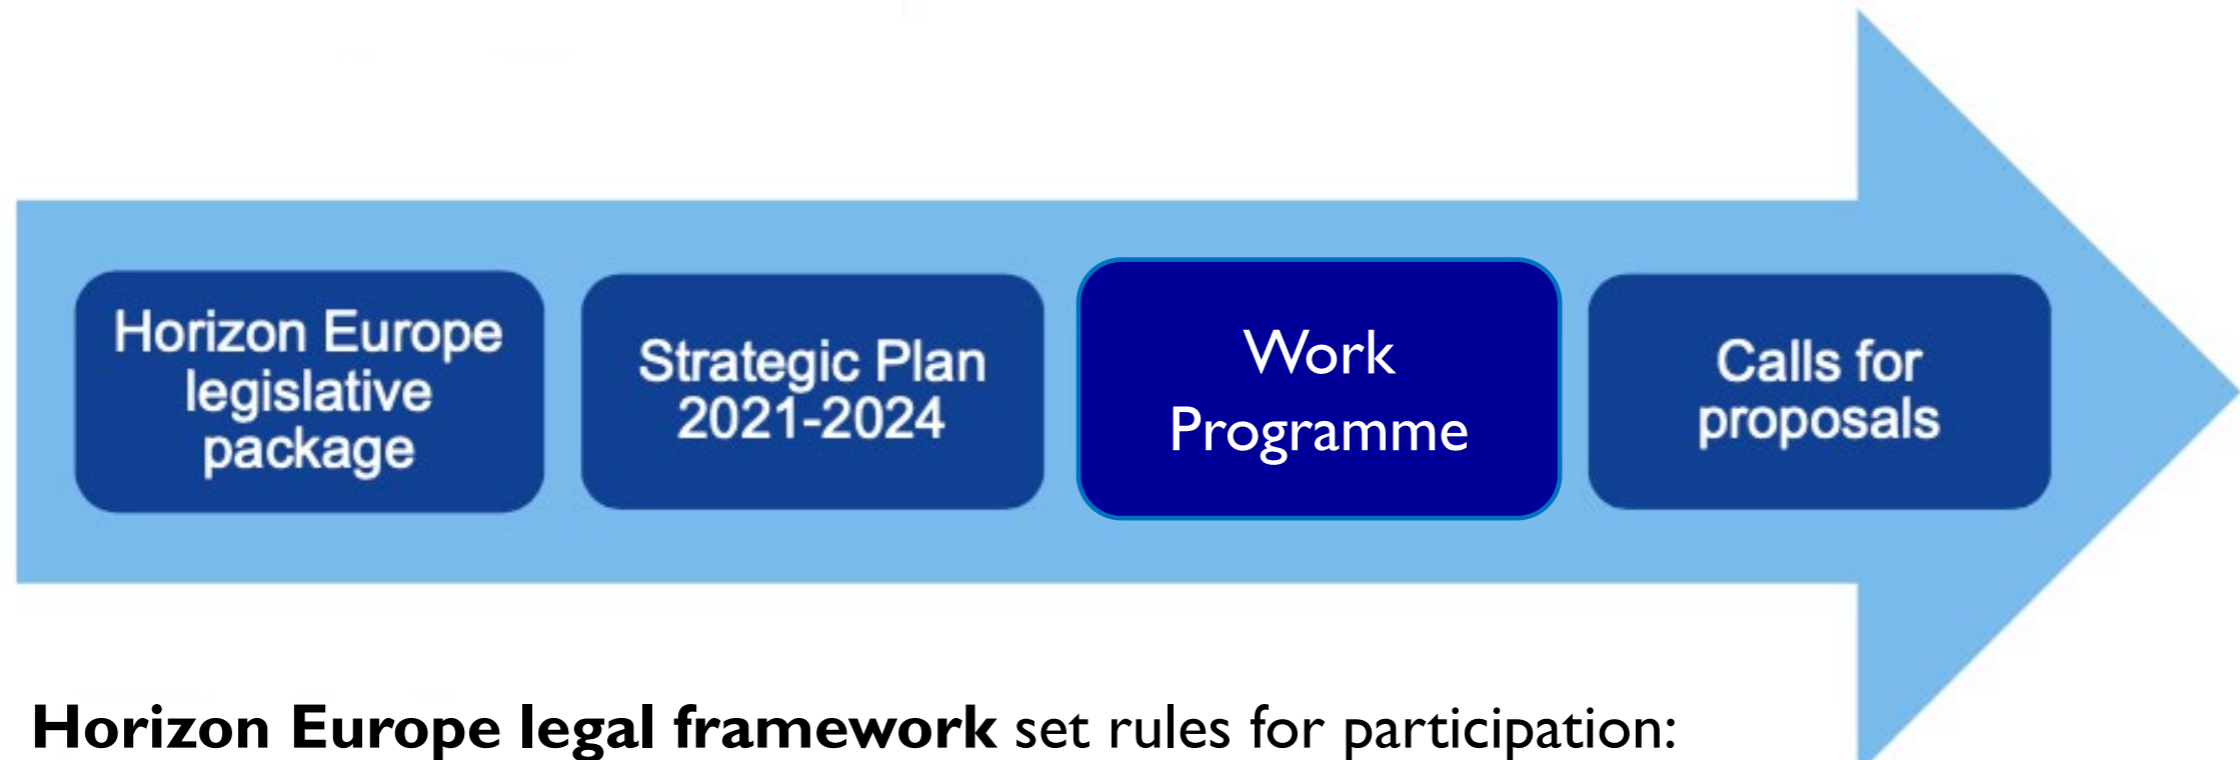 Horizon Europe
legislative
package
Strategic Plan
2021-2024
Work
Programme
Calls for
proposals
Horizon Europe legal framework set rules for participation: